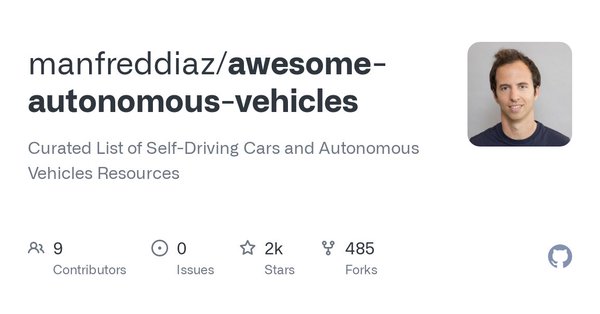 manfreddiaz/awesome-
autonomous-vehicles
Curated List of Self-Driving Cars and Autonomous
Vehicles Resources
9 0 2k 485
Contributors Issues Stars Forks